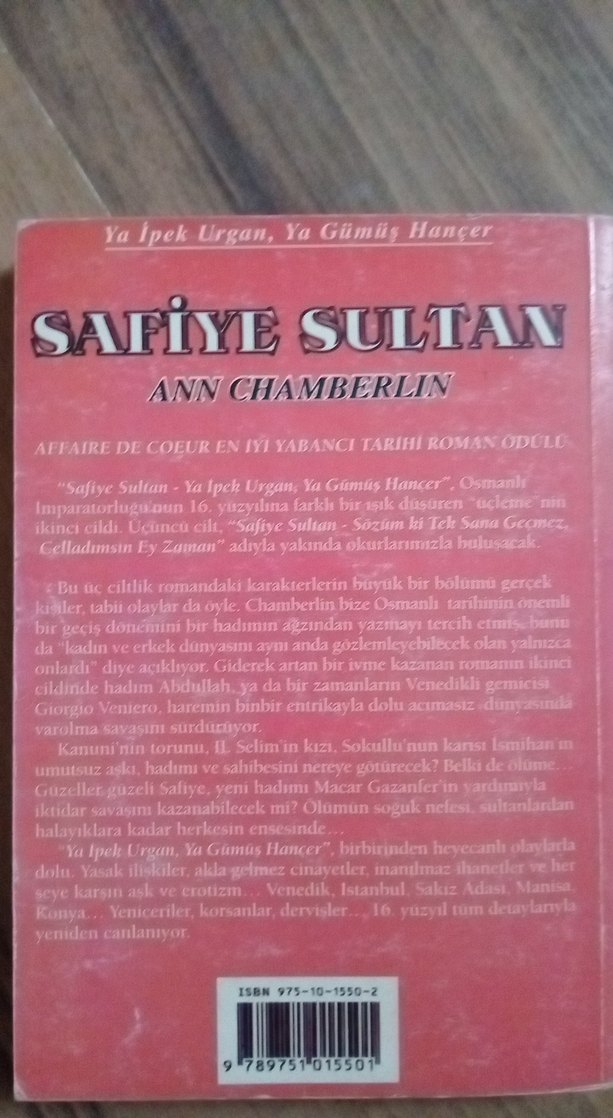 Ya İpek Urgan, Ya Gümüş Hançer
SAFİYE SULTAN
ANN CHAMBERLIN
AFFAIRE DE COEUR EN İYİ YABANCI TARİHİ ROMAN ÖDÜLÜ
"Safiye Sultan - Ya İpek Urgan, Ya Gümüş Hançer", Osmanlı
İmparatorluğu'nun 16. yüzyılına farklı bir ışık düşüren "üçleme"nin
ikinci cildi. Üçüncü cilt, "Safiye Sultan - Sözüm ki Tek Sana Geçmez,
Celladımsın Ey Zaman" adıyla yakında okurlarımızla buluşacak.
Bu üç ciltlik romandaki karakterlerin büyük bir bölümü gerçek
kişiler, tabii olaylar da öyle. Chamberlin bize Osmanlı tarihinin önemli
bir geçiş dönemini bir hadımın ağzından yazmayı tercih etmiş, bunu
da "kadın ve erkek dünyasını aynı anda gözlemleyebilecek olan yalnızca
onlardı" diye açıklıyor. Giderek artan bir ivme kazanan romanın ikinci
cildinde hadım Abdullah, ya da bir zamanların Venedikli gemicisi
Giorgio Veniero, haremin binbir entrikayla dolu acımasız dünyasında
varolma savaşını sürdürüyor.
Kanuni'nin torunu, II. Selim'in kızı, Sokullu'nun karısı İsmihan'ın
umutsuz aşkı, hadımı ve sahibesini nereye götürecek? Belki de ölüme...
Güzeller güzeli Safiye, yeni hadımı Macar Gazanfer'in yardımıyla
iktidar savaşını kazanabilecek mi? Ölümün soğuk nefesi, sultanlardan
halayıklara kadar herkesin ensesinde...
"Ya İpek Urgan, Ya Gümüş Hançer", birbirinden heyecanlı olaylarla
dolu. Yasak ilişkiler, akla gelmez cinayetler, inanılmaz ihanetler ve her
şeye karşın aşk ve erotizm... Venedik, İstanbul, Sakız Adası, Manisa,
Konya... Yeniçeriler, korsanlar, dervişler..., 16. yüzyıl tüm detaylarıyla
yeniden canlanıyor.
ISBN 975-10-1550-2
9 789751 015501